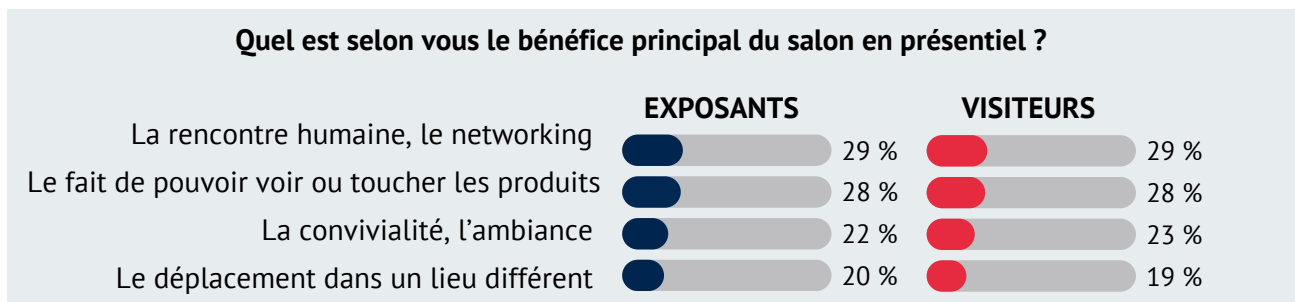 Quel est selon vous le bénéfice principal du salon en présentiel ?
EXPOSANTS VISITEURS
La rencontre humaine, le networking 29 % 29 %
Le fait de pouvoir voir ou toucher les produits 28 % 28 %
La convivialité, l’ambiance 22 % 23 %
Le déplacement dans un lieu différent 20 % 19 %